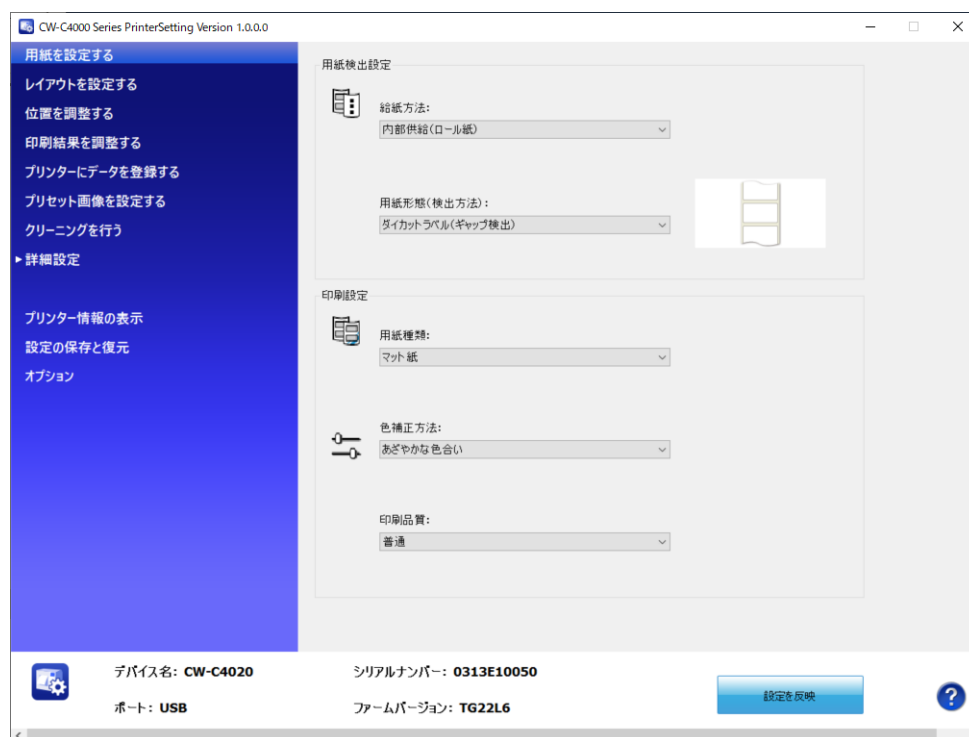 CW-C4000 Series PrinterSetting Version 1.0.0.0
用紙を設定する
レイアウトを設定する
位置を調整する
印刷結果を調整する
プリンターにデータを登録する
プリセット画像を設定する
クリーニングを行う
詳細設定
プリンター情報の表示
設定の保存と復元
オプション
用紙検出設定
給紙方法:
内部供給(ロール紙)
用紙形態(検出方法):
ダイカットラベル(ギャップ検出)
印刷設定
用紙種類:
マット紙
色補正方法:
あざやかな色合い
印刷品質:
普通
デバイス名: CW-C4020
シリアルナンバー: 0313E10050
設定を反映
ポート: USB
ファームバージョン: TG22L6